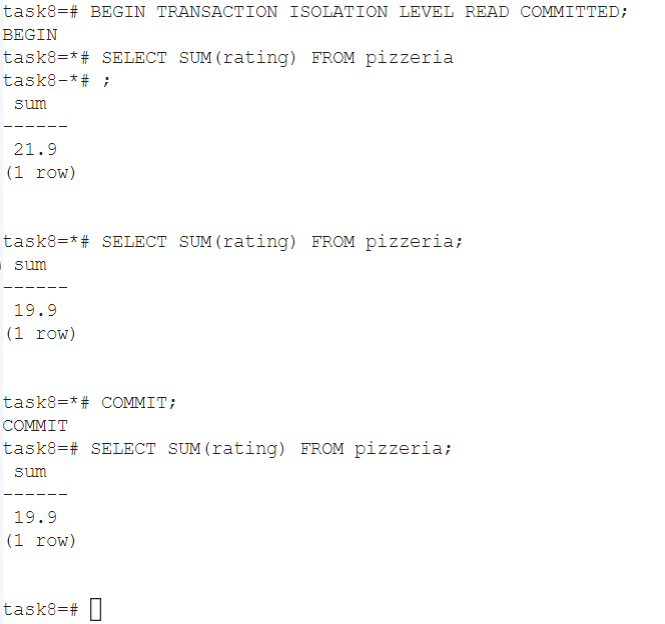 task8=# BEGIN TRANSACTION ISOLATION LEVEL READ COMMITTED;
BEGIN
task8=*# SELECT SUM(rating) FROM pizzeria
task8-*# ;
 sum
------
 21.9
(1 row)
task8=*# SELECT SUM(rating) FROM pizzeria;
 sum
------
 19.9
(1 row)
task8=*# COMMIT;
COMMIT
task8=# SELECT SUM(rating) FROM pizzeria;
 sum
------
 19.9
(1 row)
task8=#